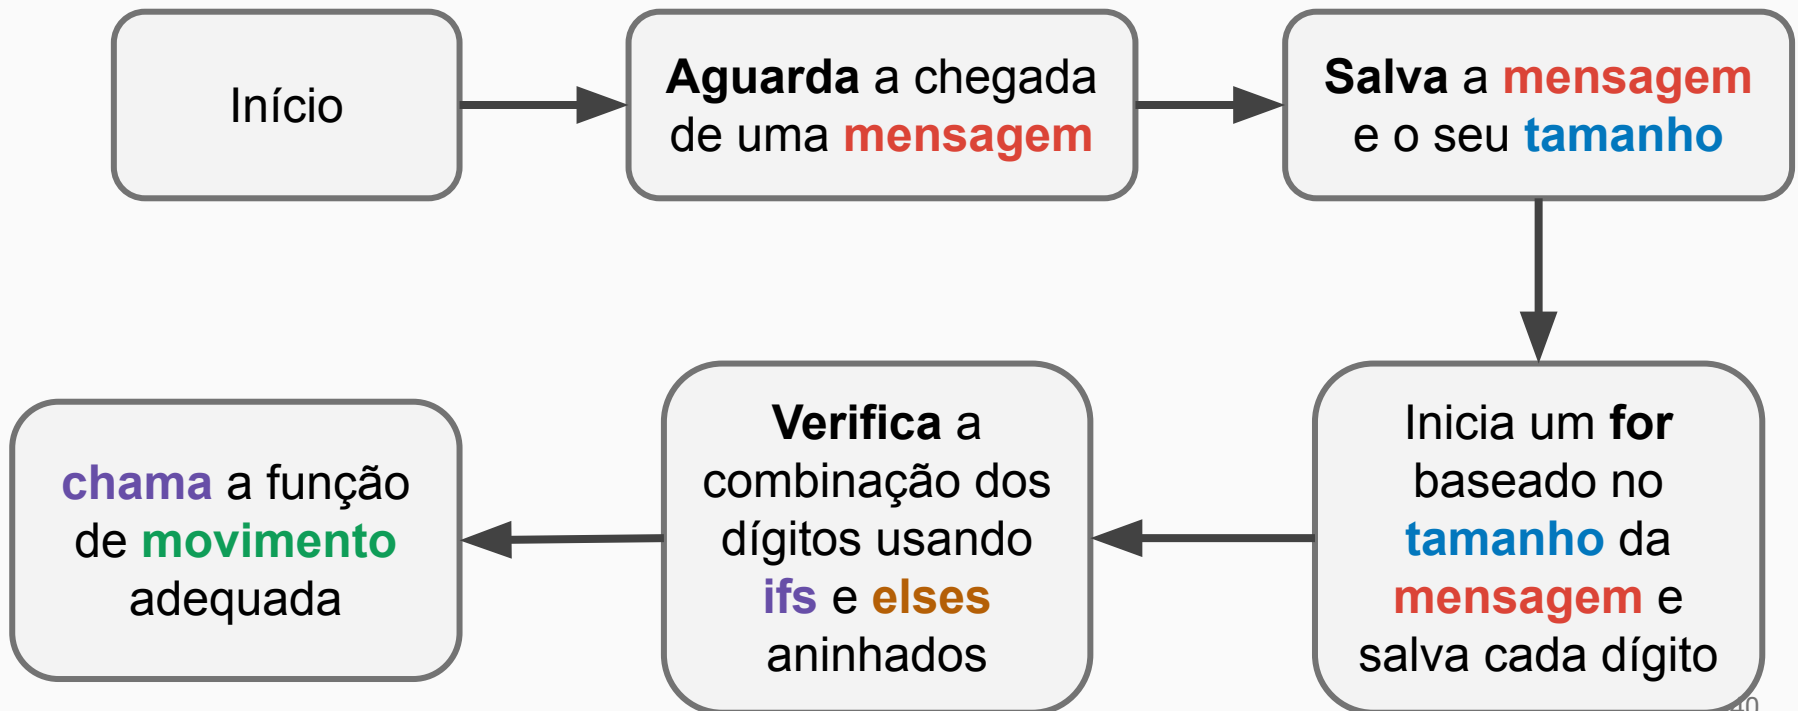 Início
Aguarda a chegada
de uma mensagem
Salva a mensagem
e o seu tamanho
Inicia um for
baseado no
tamanho da
mensagem e
salva cada dígito
Verifica a
combinação dos
dígitos usando
ifs e elses
aninhados
chama a função
de movimento
adequada